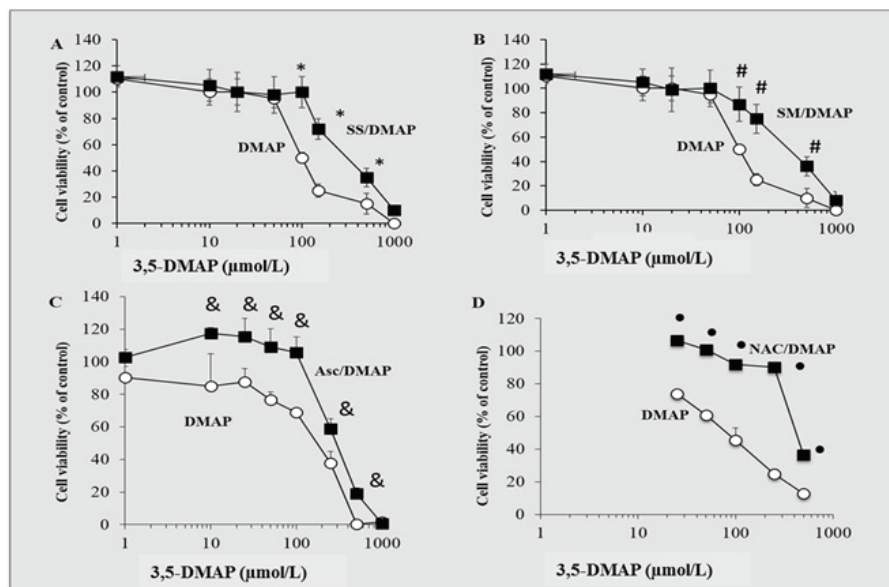 A
Cell viability (% of control)
140
120
100
80
60
40
20
0
*
*
*
SS/DMAP
DMAP
1
10
100
1000
3,5-DMAP (µmol/L)
B
Cell viability (% of control)
140
120
100
80
60
40
20
0
#
#
#
SM/DMAP
DMAP
1
10
100
1000
3,5-DMAP (µmol/L)
C
Cell viability (% of control)
140
120
100
80
60
40
20
0
& & & &
&
&
Asc/DMAP
DMAP
1
10
100
1000
3,5-DMAP (µmol/L)
D
Cell viability (% of control)
120
100
80
60
40
20
0
NAC/DMAP
DMAP
1
10
100
1000
3,5-DMAP (µmol/L)